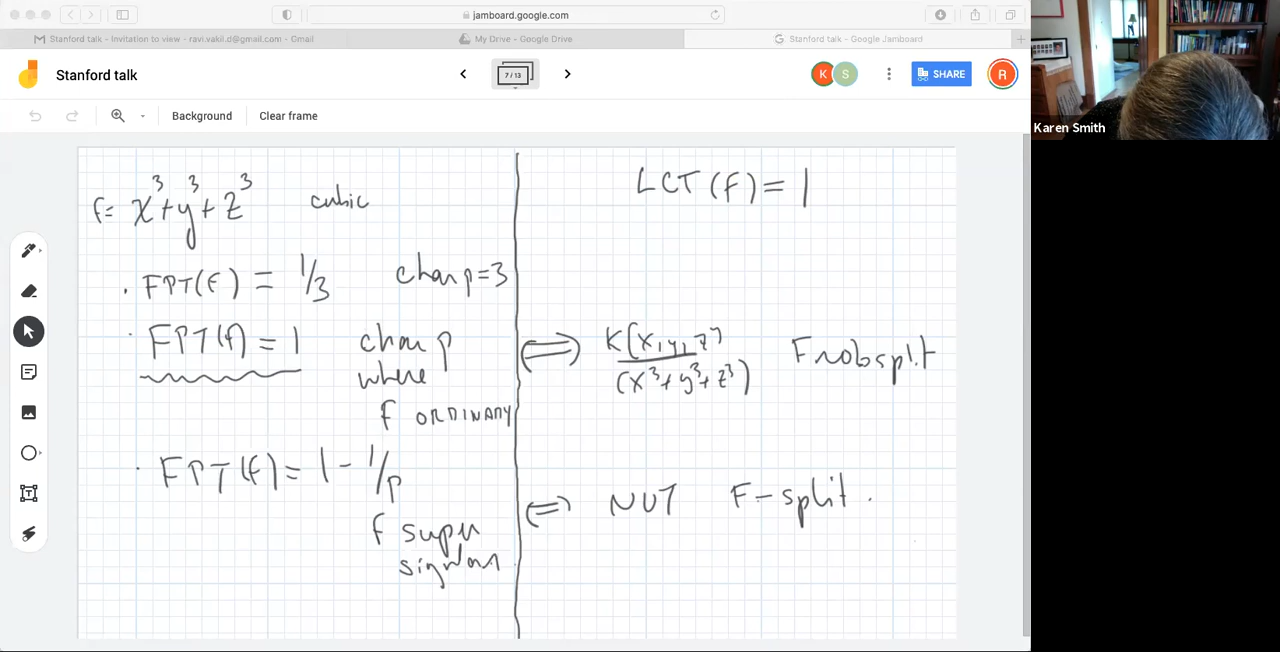 jamboard.google.com
Stanford talk - Invitation to view - ravi.vakil.d@gmail.com - Gmail
My Drive - Google Drive
Stanford talk - Google Jamboard
Stanford talk
7 / 13
K
S
SHARE
R
Background
Clear frame
Karen Smith
f = x³+y³+z³ cubic
LCT (f) = 1
. FPT(f) = 1/3 char p=3
. FPT(f) = 1 char p
where
f ORDINARY
⟺ K[x,y,z]
(x³+y³+z³)
Frob split
. FPT(f) = 1 - 1/p
f super
singular
⟺ NOT F-split.